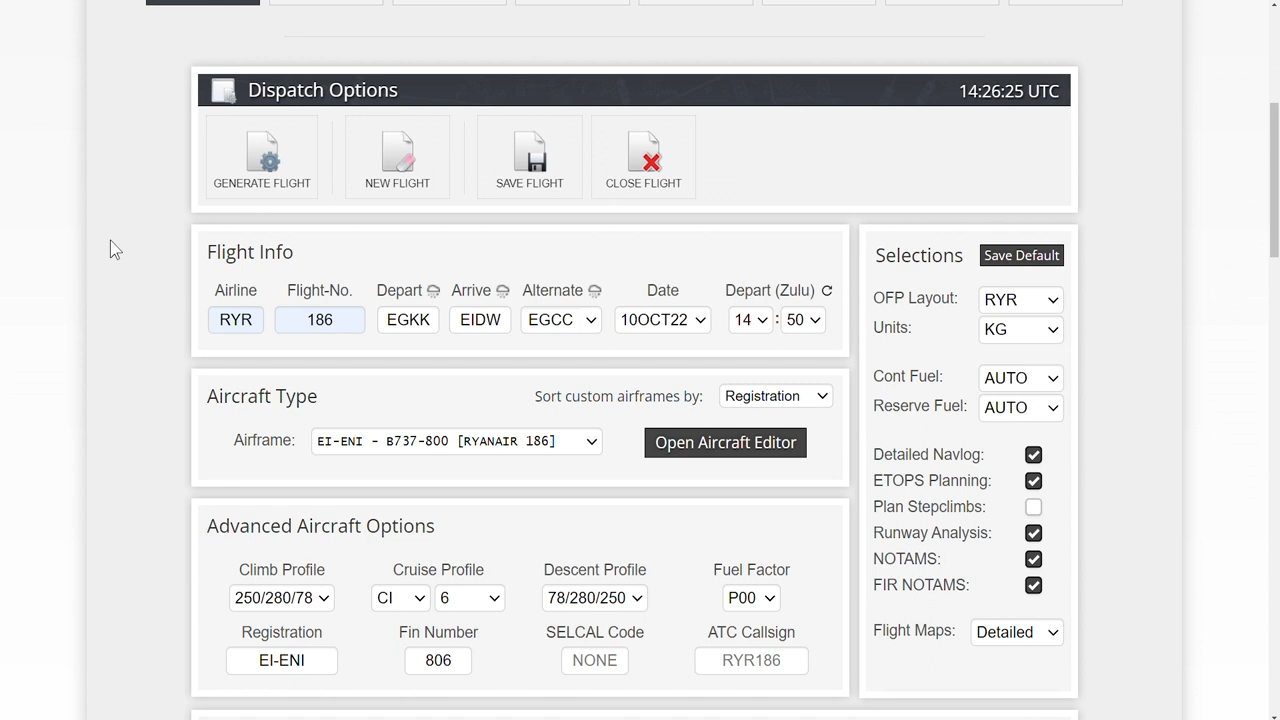 Dispatch Options 14:26:25 UTC
GENERATE FLIGHT NEW FLIGHT SAVE FLIGHT CLOSE FLIGHT
Flight Info
Airline Flight-No. Depart Arrive Alternate Date Depart (Zulu)
RYR 186 EGKK EIDW EGCC 10OCT22 14 : 50
Aircraft Type Sort custom airframes by: Registration
Airframe: EI-ENI - B737-800 [RYANAIR 186] Open Aircraft Editor
Advanced Aircraft Options
Climb Profile Cruise Profile Descent Profile Fuel Factor
250/280/78 CI 6 78/280/250 P00
Registration Fin Number SELCAL Code ATC Callsign
EI-ENI 806 NONE RYR186
Selections Save Default
OFP Layout: RYR
Units: KG
Cont Fuel: AUTO
Reserve Fuel: AUTO
Detailed Navlog:
ETOPS Planning:
Plan Stepclimbs:
Runway Analysis:
NOTAMS:
FIR NOTAMS:
Flight Maps: Detailed